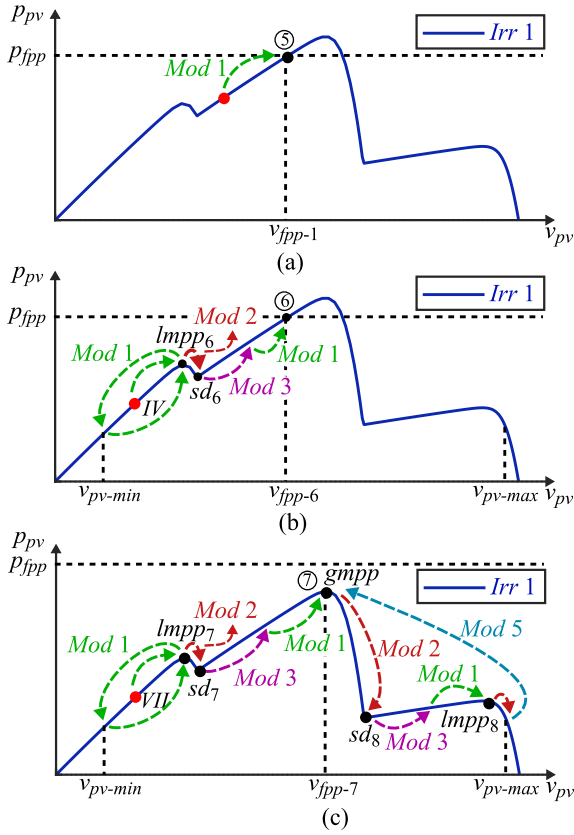 p_pv
Irr 1
p_fpp
⑤
Mod 1
v_fpp-1
v_pv
(a)
p_pv
Irr 1
p_fpp
⑥
Mod 2
lmpp_6
Mod 1
Mod 1
sd_6
Mod 3
IV
v_pv-min
v_fpp-6
v_pv-max
v_pv
(b)
p_pv
p_fpp
Irr 1
⑦ gmpp
Mod 2
lmpp_7
Mod 1
Mod 1
Mod 2
Mod 5
sd_7
Mod 3
Mod 1
VII
lmpp_8
sd_8
Mod 3
v_pv-min
v_fpp-7
v_pv-max
v_pv
(c)